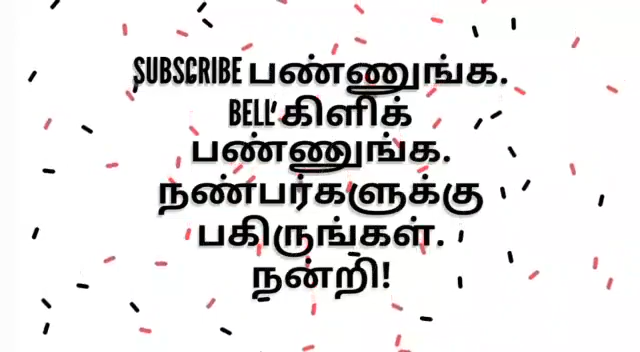 SUBSCRIBE பண்ணுங்க.
BELL கிளிக்
பண்ணுங்க.
நண்பர்களுக்கு
பகிருங்கள்.
நன்றி!